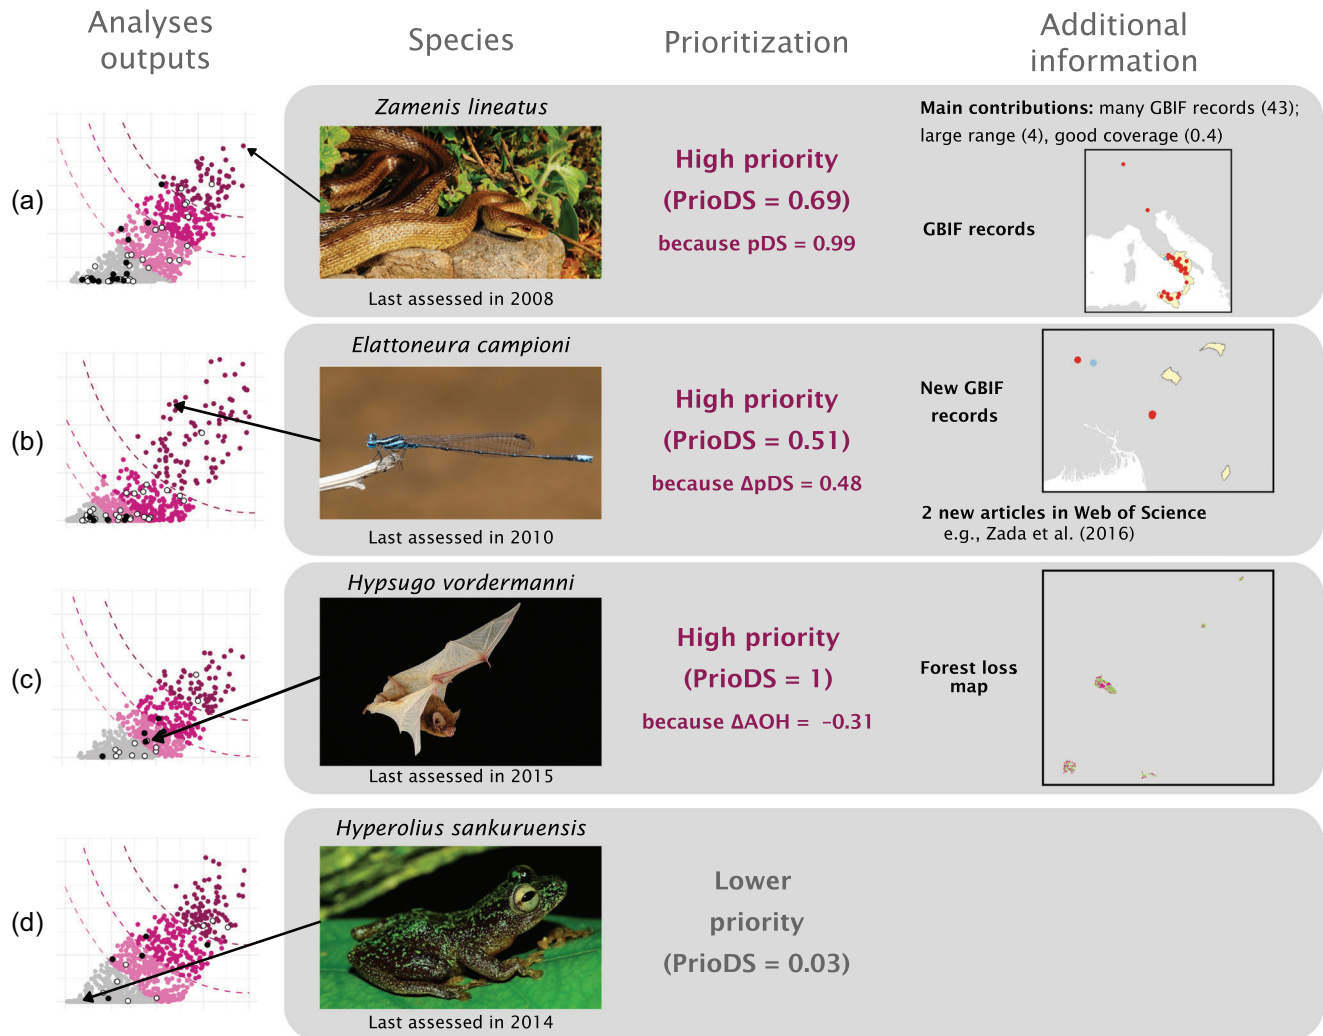 Analyses
outputs
Species
Prioritization
Additional
information
(a)
Zamenis lineatus
Last assessed in 2008
High priority
(PrioDS = 0.69)
because pDS = 0.99
Main contributions: many GBIF records (43);
large range (4), good coverage (0.4)
GBIF records
(b)
Elattoneura campioni
Last assessed in 2010
High priority
(PrioDS = 0.51)
because ΔpDS = 0.48
New GBIF
records
2 new articles in Web of Science
e.g., Zada et al. (2016)
(c)
Hypsugo vordermanni
Last assessed in 2015
High priority
(PrioDS = 1)
because ΔAOH = –0.31
Forest loss
map
(d)
Hyperolius sankuruensis
Last assessed in 2014
Lower
priority
(PrioDS = 0.03)